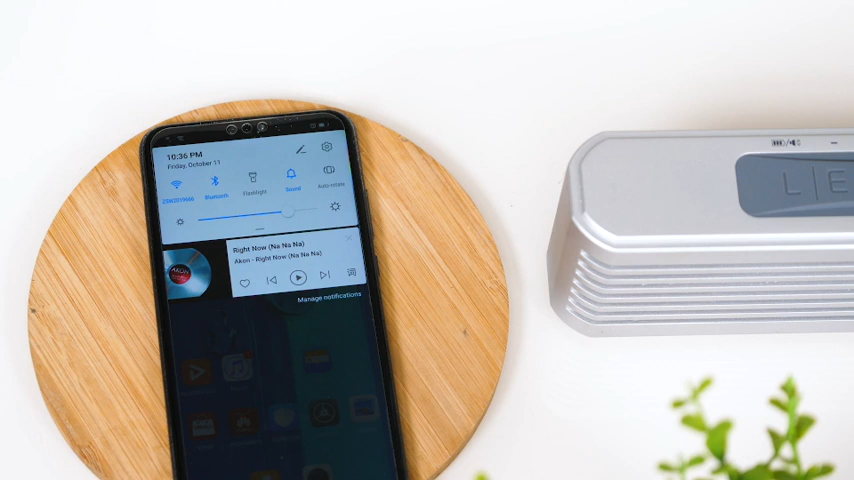 10:36 PM
Friday, October 11
Bluetooth
Flashlight
Sound
Auto-rotate
Right Now (Na Na Na)
Akon - Right Now (Na Na Na)
AKON
Manage notifications
L|E